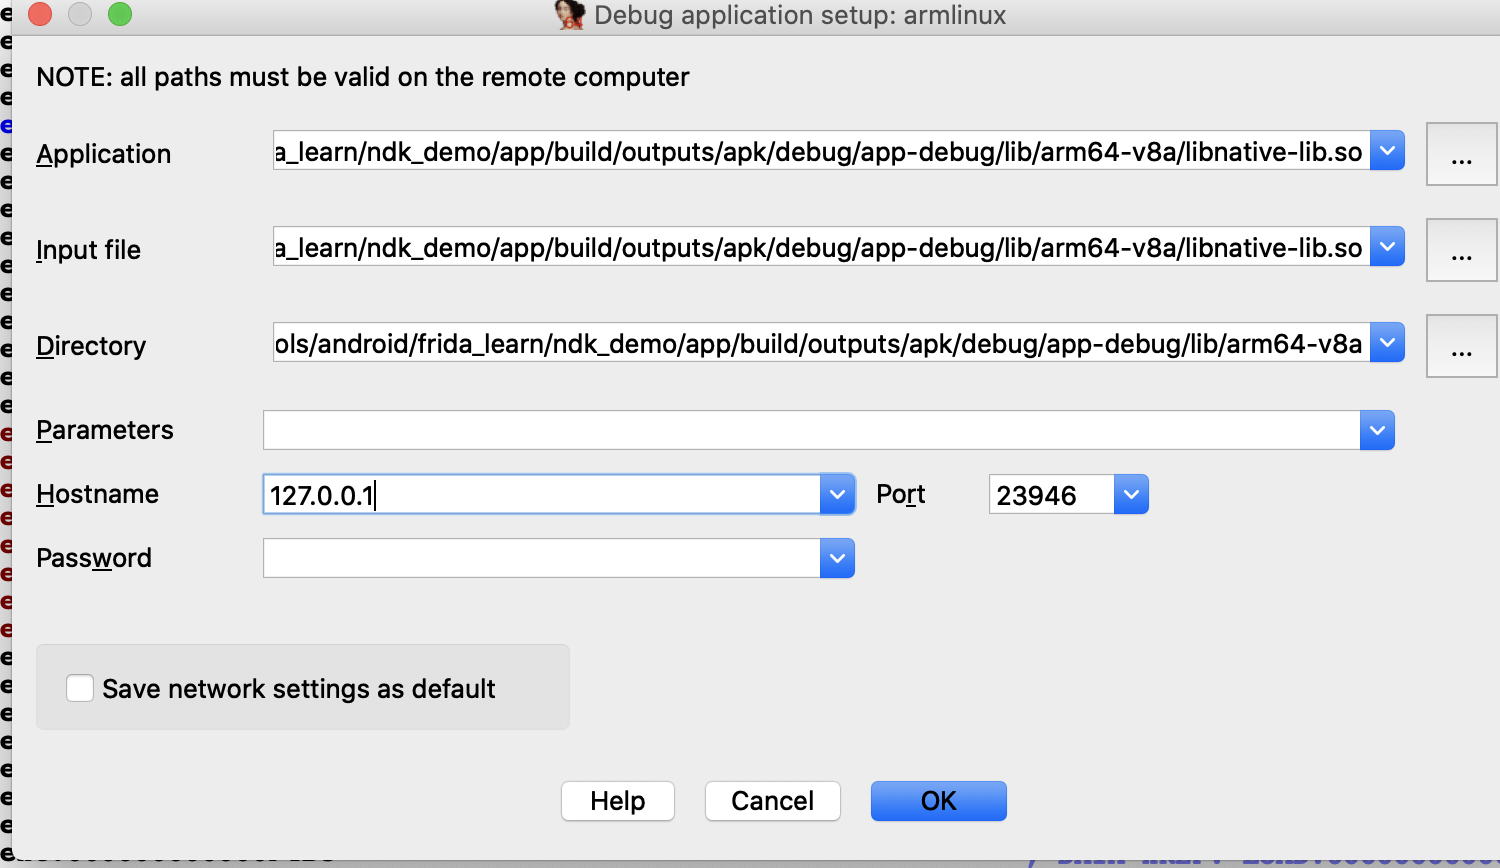 Debug application setup: armlinux
NOTE: all paths must be valid on the remote computer
Application a_learn/ndk_demo/app/build/outputs/apk/debug/app-debug/lib/arm64-v8a/libnative-lib.so ...
Input file a_learn/ndk_demo/app/build/outputs/apk/debug/app-debug/lib/arm64-v8a/libnative-lib.so ...
Directory ols/android/frida_learn/ndk_demo/app/build/outputs/apk/debug/app-debug/lib/arm64-v8a ...
Parameters
Hostname 127.0.0.1 Port 23946
Password
Save network settings as default
Help Cancel OK